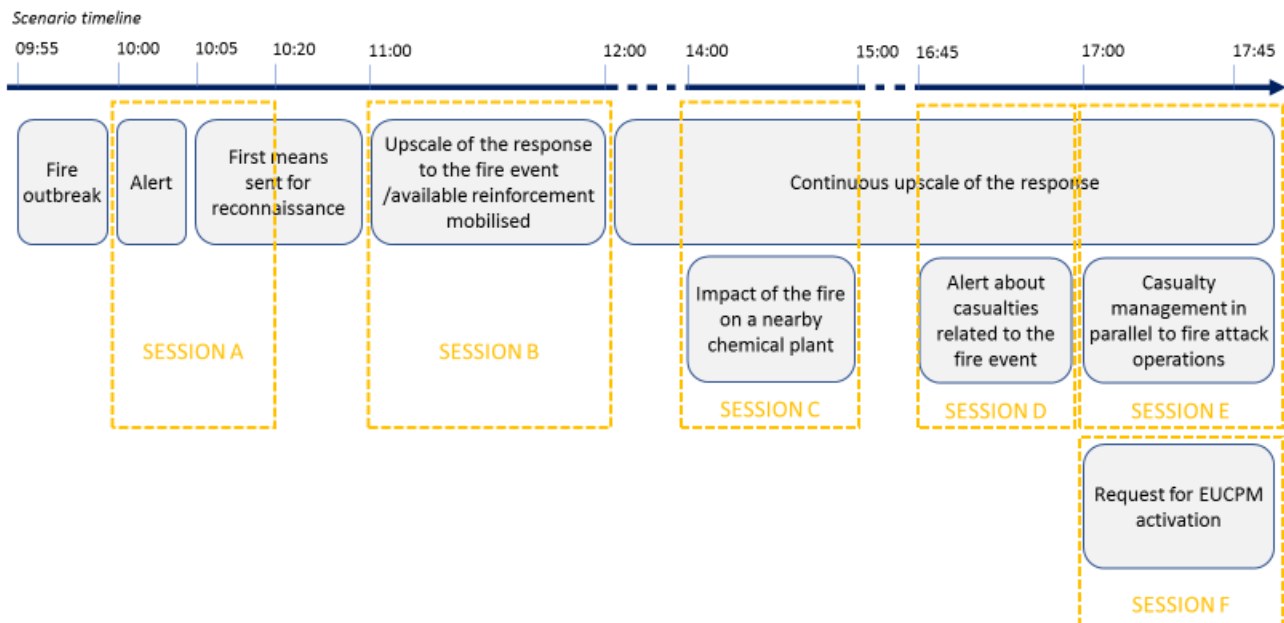 Scenario timeline
09:55
10:00
10:05
10:20
11:00
12:00
14:00
15:00
16:45
17:00
17:45
Fire
outbreak
Alert
First means
sent for
reconnaissance
Upscale of the response
to the fire event
/available reinforcement
mobilised
Continuous upscale of the response
Impact of the fire
on a nearby
chemical plant
Alert about
casualties
related to the
fire event
Casualty
management in
parallel to fire attack
operations
SESSION A
SESSION B
SESSION C
SESSION D
SESSION E
Request for EUCPM
activation
SESSION F